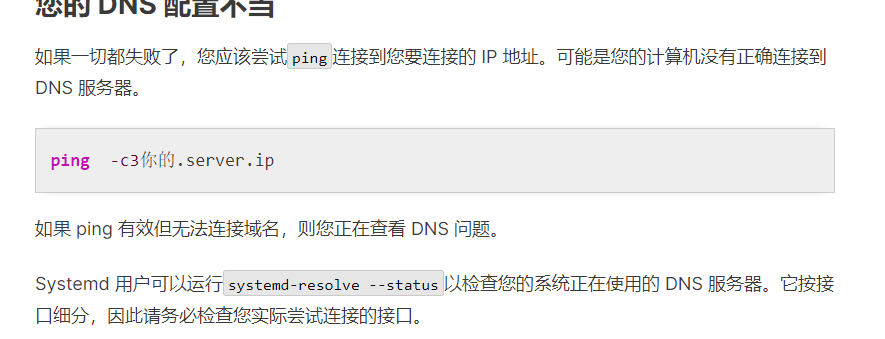 您的 DNS 配置不当
如果一切都失败了，您应该尝试ping连接到您要连接的 IP 地址。可能是您的计算机没有正确连接到
DNS 服务器。
ping  -c3你的.server.ip
如果 ping 有效但无法连接域名，则您正在查看 DNS 问题。
Systemd 用户可以运行systemd-resolve --status以检查您的系统正在使用的 DNS 服务器。它按接
口细分，因此请务必检查您实际尝试连接的接口。